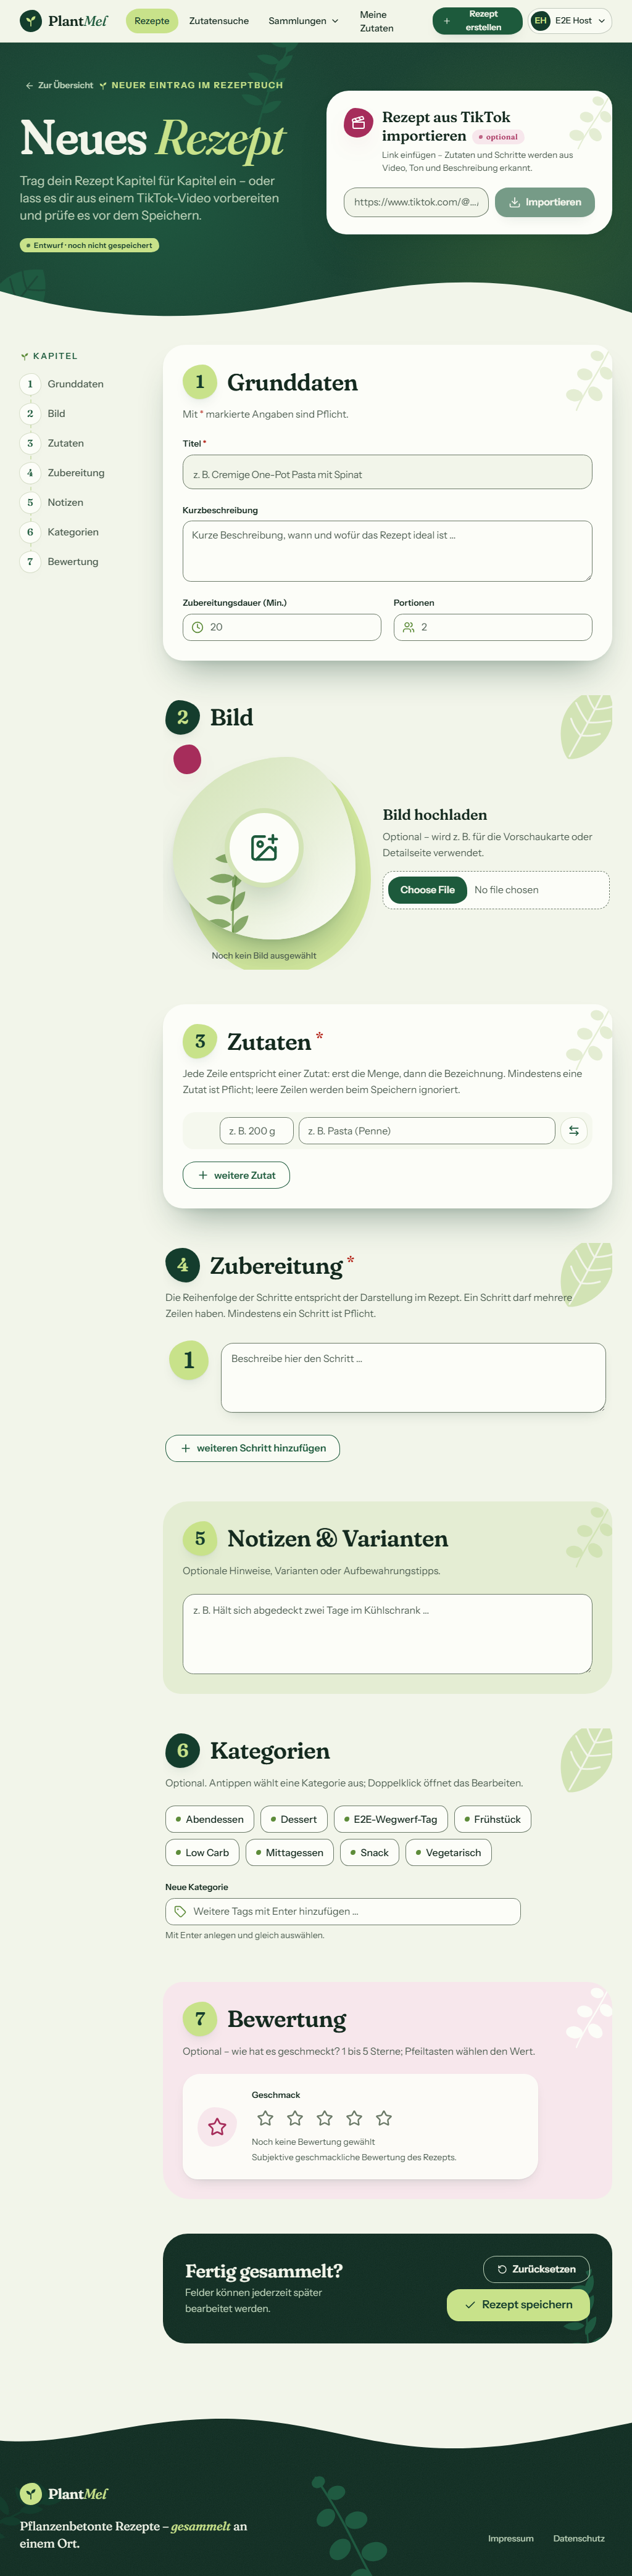 PlantMeſ
Rezepte
Zutatensuche
Sammlungen
Meine
Zutaten
Rezept
erstellen
EH
E2E Host
Zur Übersicht
NEUER EINTRAG IM REZEPTBUCH
Neues Rezept
Trag dein Rezept Kapitel für Kapitel ein – oder
lass es dir aus einem TikTok-Video vorbereiten
und prüfe es vor dem Speichern.
Entwurf · noch nicht gespeichert
Rezept aus TikTok
importieren
optional
Link einfügen – Zutaten und Schritte werden aus
Video, Ton und Beschreibung erkannt.
https://www.tiktok.com/@.../
Importieren
KAPITEL
1 Grunddaten
2 Bild
3 Zutaten
4 Zubereitung
5 Notizen
6 Kategorien
7 Bewertung
1 Grunddaten
Mit * markierte Angaben sind Pflicht.
Titel *
z. B. Cremige One-Pot Pasta mit Spinat
Kurzbeschreibung
Kurze Beschreibung, wann und wofür das Rezept ideal ist ...
Zubereitungsdauer (Min.)
Portionen
20
2
2 Bild
Bild hochladen
Optional – wird z. B. für die Vorschaukarte oder
Detailseite verwendet.
Choose File
No file chosen
Noch kein Bild ausgewählt
3 Zutaten *
Jede Zeile entspricht einer Zutat: erst die Menge, dann die Bezeichnung. Mindestens eine
Zutat ist Pflicht; leere Zeilen werden beim Speichern ignoriert.
z. B. 200 g
z. B. Pasta (Penne)
weitere Zutat
4 Zubereitung *
Die Reihenfolge der Schritte entspricht der Darstellung im Rezept. Ein Schritt darf mehrere
Zeilen haben. Mindestens ein Schritt ist Pflicht.
1
Beschreibe hier den Schritt ...
weiteren Schritt hinzufügen
5 Notizen & Varianten
Optionale Hinweise, Varianten oder Aufbewahrungstipps.
z. B. Hält sich abgedeckt zwei Tage im Kühlschrank ...
6 Kategorien
Optional. Antippen wählt eine Kategorie aus; Doppelklick öffnet das Bearbeiten.
Abendessen
Dessert
E2E-Wegwerf-Tag
Frühstück
Low Carb
Mittagessen
Snack
Vegetarisch
Neue Kategorie
Weitere Tags mit Enter hinzufügen ...
Mit Enter anlegen und gleich auswählen.
7 Bewertung
Optional – wie hat es geschmeckt? 1 bis 5 Sterne; Pfeiltasten wählen den Wert.
Geschmack
Noch keine Bewertung gewählt
Subjektive geschmackliche Bewertung des Rezepts.
Fertig gesammelt?
Felder können jederzeit später
bearbeitet werden.
Zurücksetzen
Rezept speichern
PlantMeſ
Pflanzenbetonte Rezepte – gesammelt an
einem Ort.
Impressum
Datenschutz